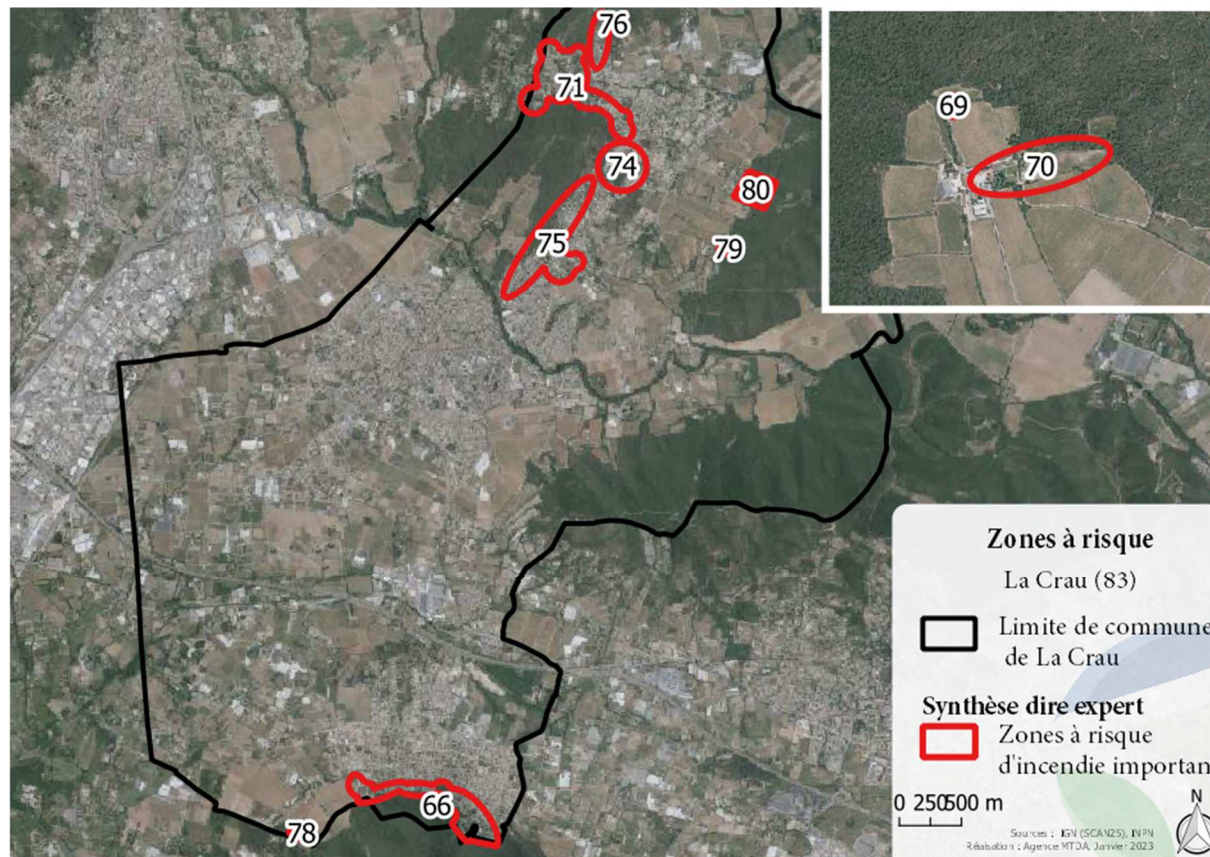 76
71
69
74
70
80
75
79
Zones à risque
La Crau (83)
Limite de commune
de La Crau
Synthèse dire expert
Zones à risque
d'incendie importan
0 250500 m
N
66
78
Sources : IGN (SCAN25), INPN
Réalisation : Agence MTDA, Janvier 2023